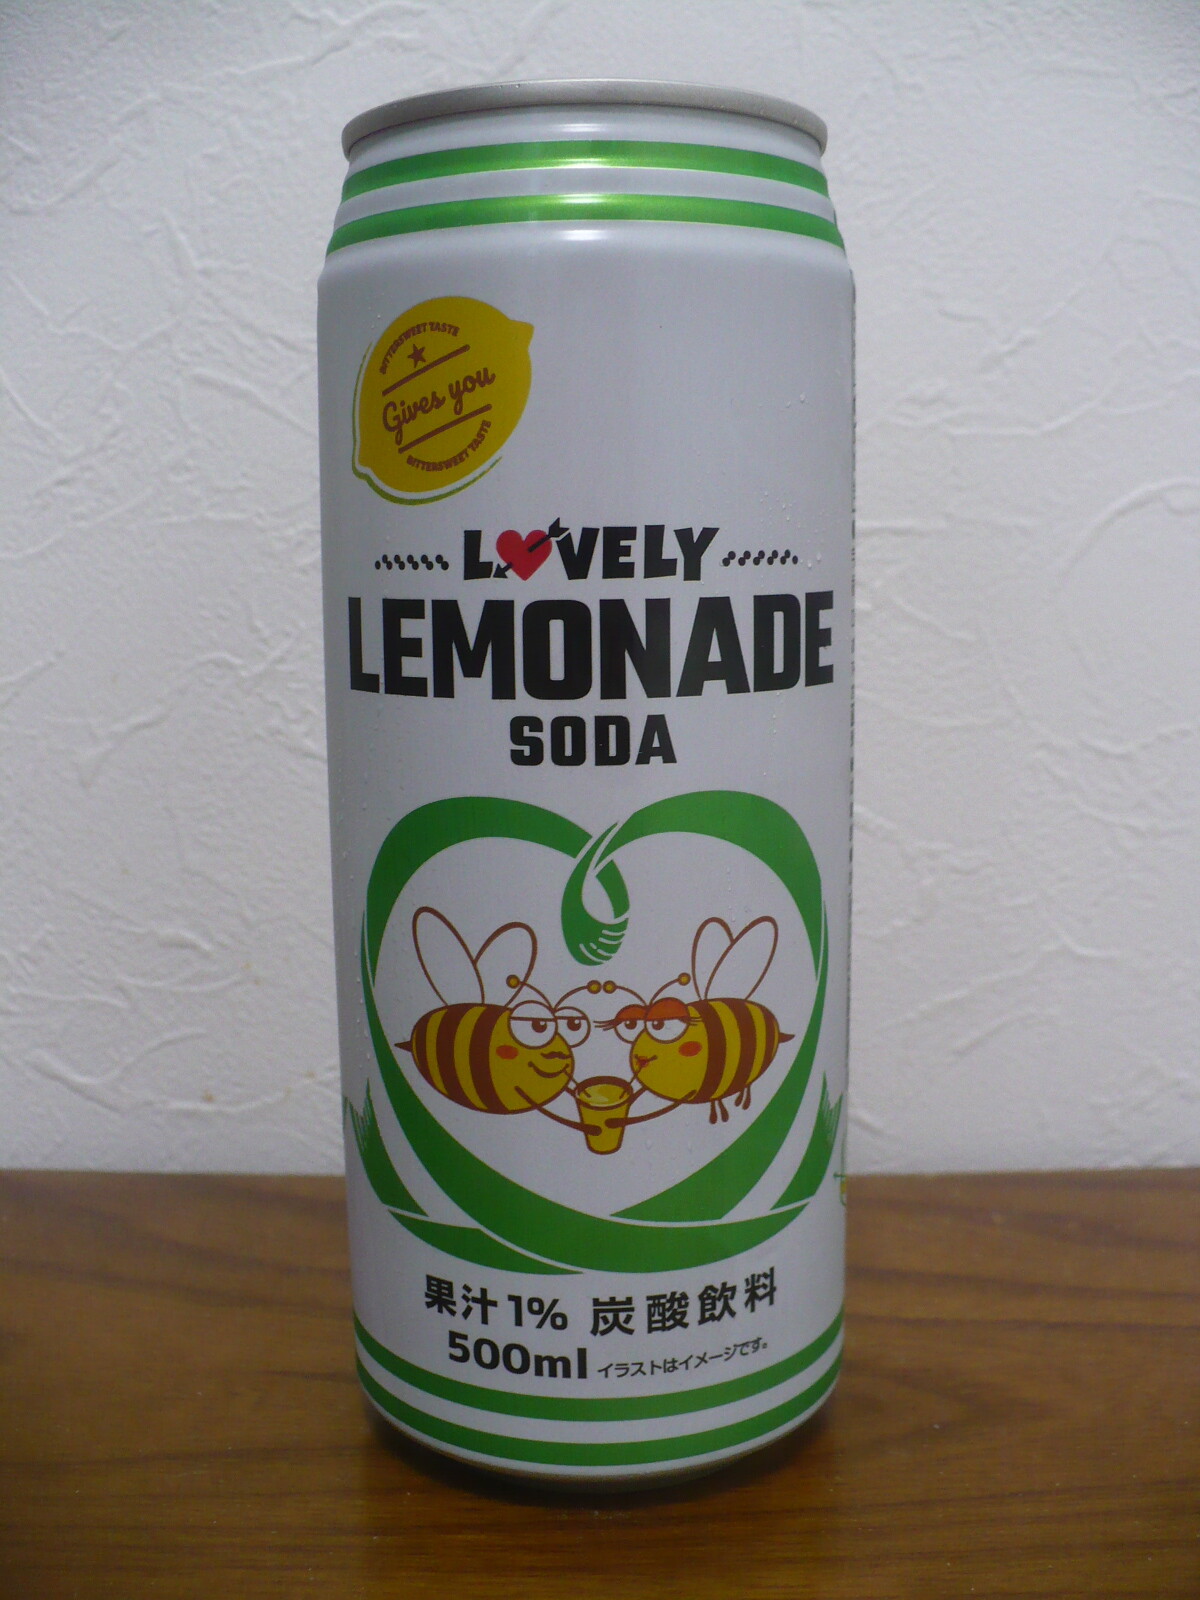 BITTERSWEET TASTE
Gives you
BITTERSWEET TASTE
LOVELY
LEMONADE
SODA
果汁1% 炭酸飲料
500ml イラストはイメージです。